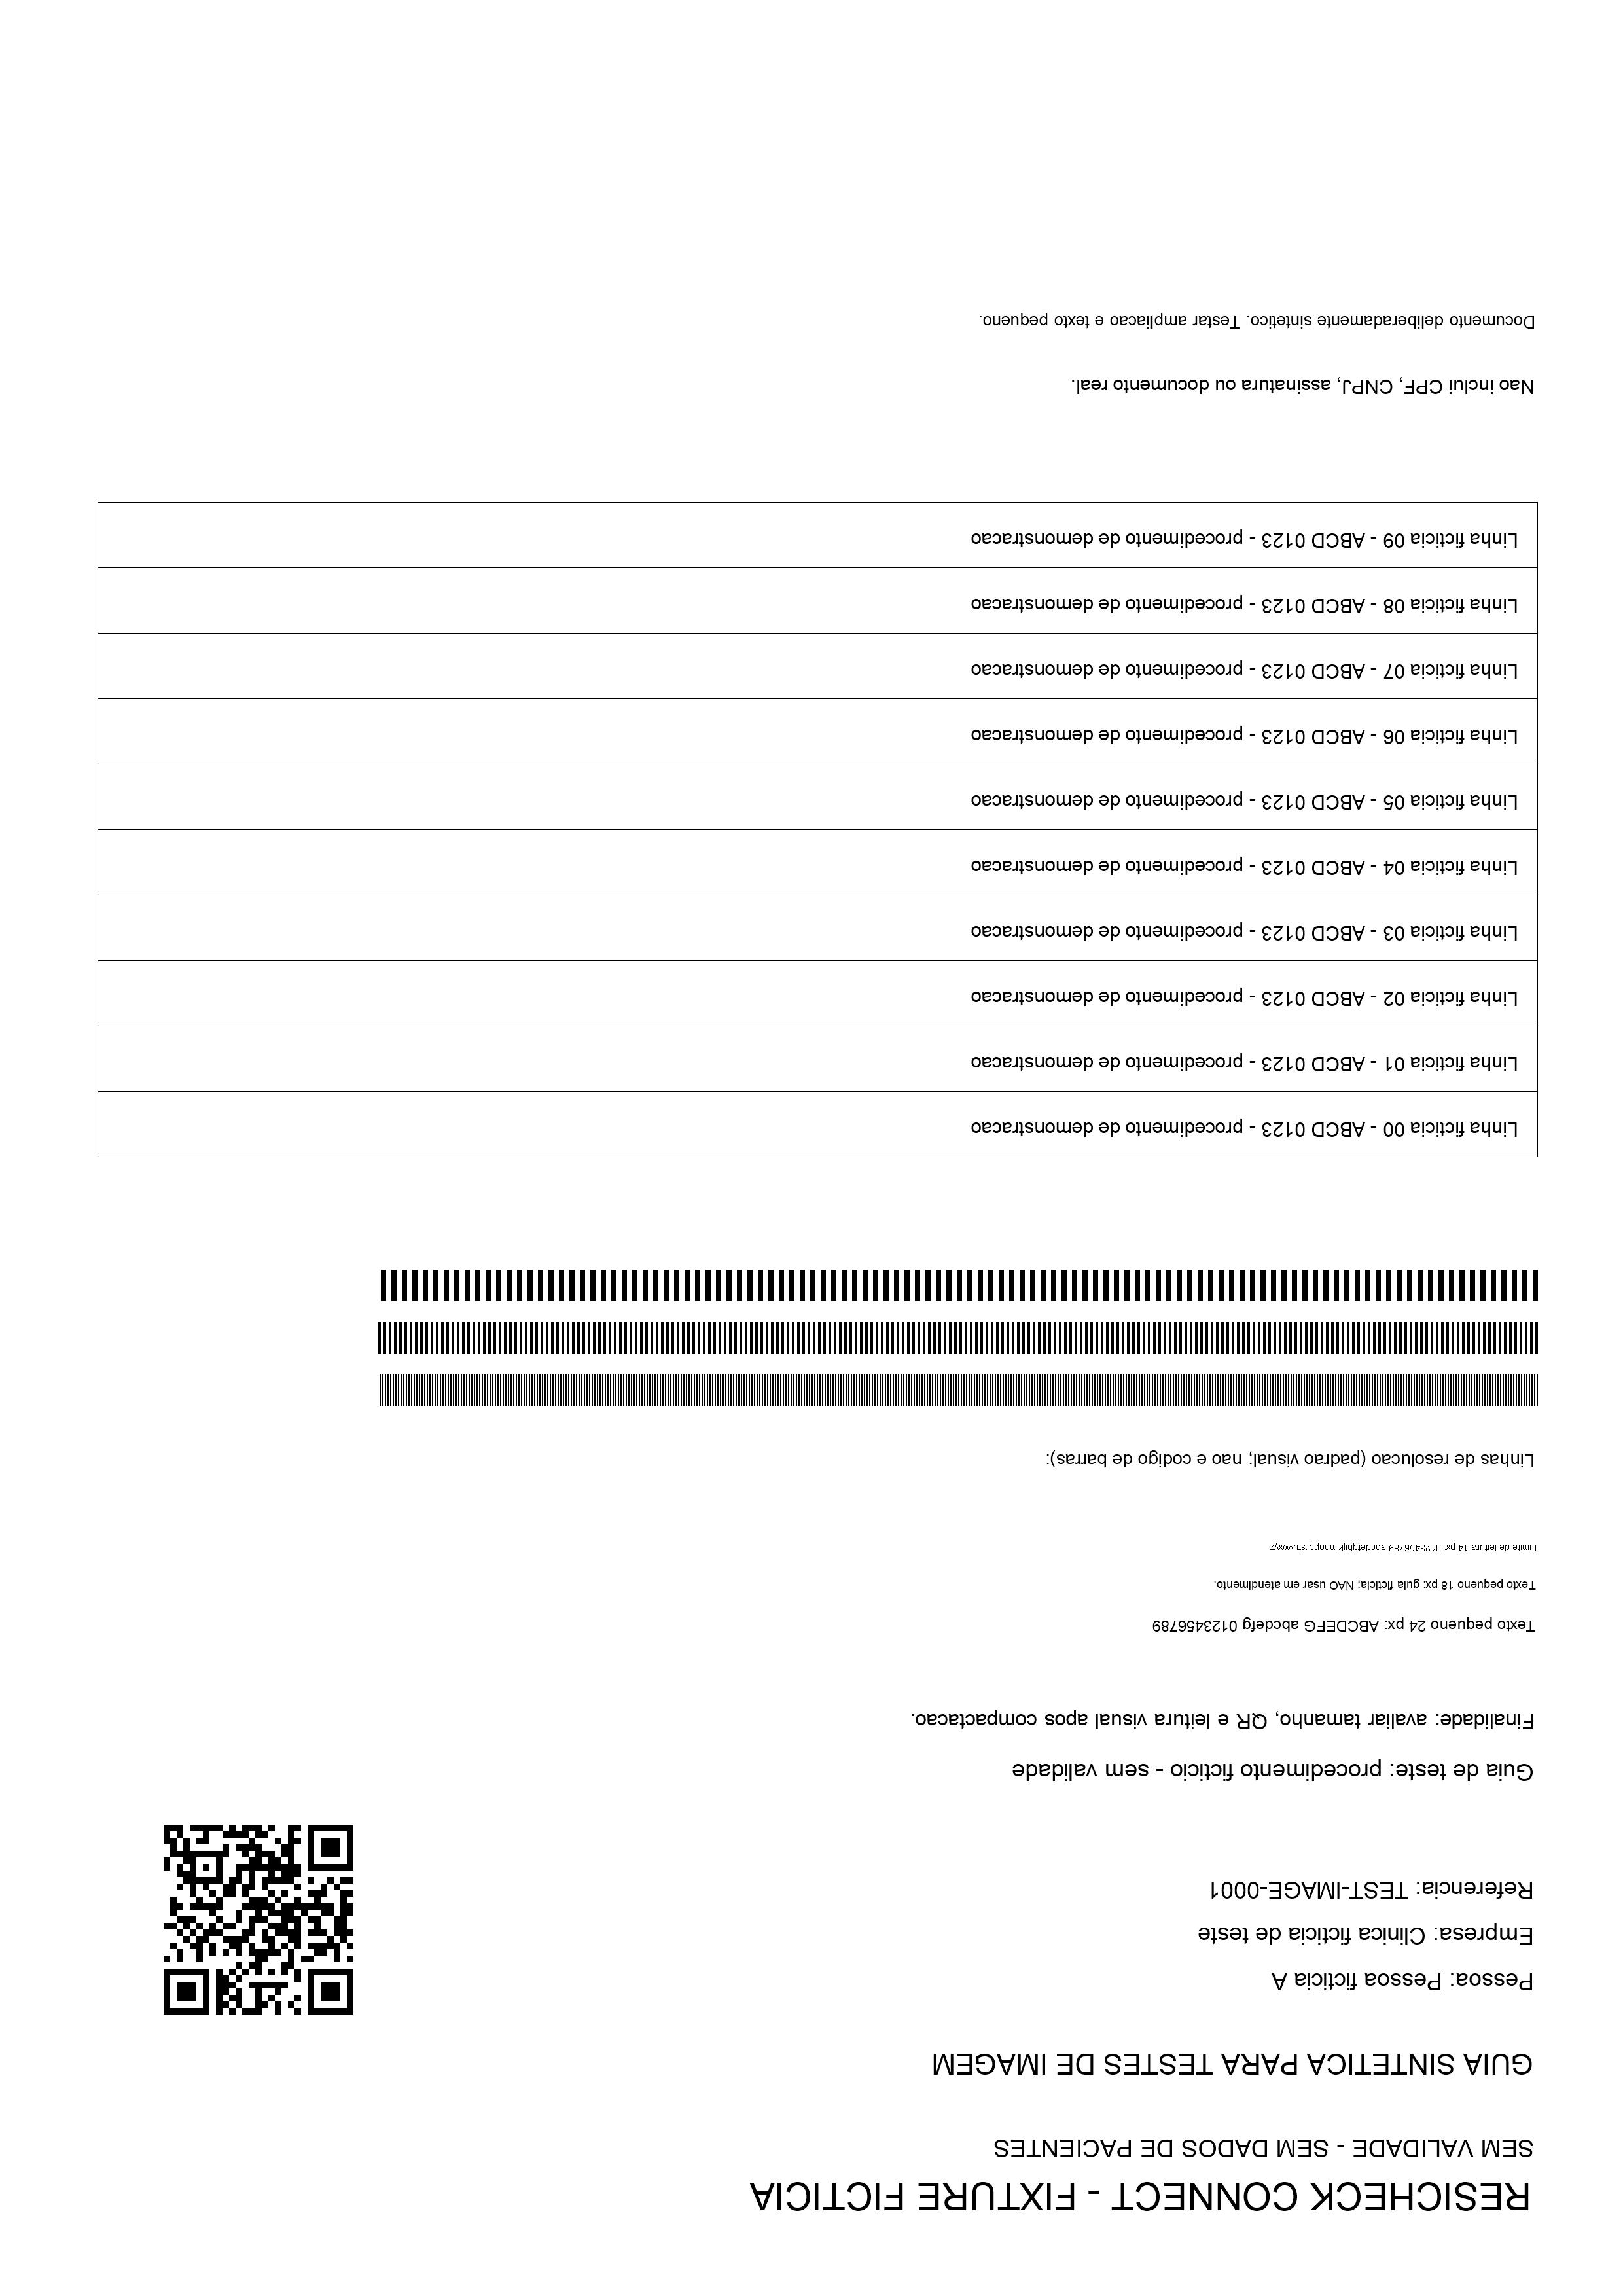 RESICHECK CONNECT - FIXTURE FICTICIA
SEM VALIDADE - SEM DADOS DE PACIENTES
GUIA SINTETICA PARA TESTES DE IMAGEM
Pessoa: Pessoa ficticia A
Empresa: Clinica ficticia de teste
Referencia: TEST-IMAGE-0001
Guia de teste: procedimento ficticio - sem validade
Finalidade: avaliar tamanho, QR e leitura visual apos compactacao.
Texto pequeno 24 px: ABCDEFG abcdefg 0123456789
Texto pequeno 18 px: guia ficticia; NAO usar em atendimento.
Limite de leitura 14 px: 0123456789 abcdefghijklmnopqrstuvwxyz
Linhas de resolucao (padrao visual; nao e codigo de barras):
Linha ficticia 00 - ABCD 0123 - procedimento de demonstracao
Linha ficticia 01 - ABCD 0123 - procedimento de demonstracao
Linha ficticia 02 - ABCD 0123 - procedimento de demonstracao
Linha ficticia 03 - ABCD 0123 - procedimento de demonstracao
Linha ficticia 04 - ABCD 0123 - procedimento de demonstracao
Linha ficticia 05 - ABCD 0123 - procedimento de demonstracao
Linha ficticia 06 - ABCD 0123 - procedimento de demonstracao
Linha ficticia 07 - ABCD 0123 - procedimento de demonstracao
Linha ficticia 08 - ABCD 0123 - procedimento de demonstracao
Linha ficticia 09 - ABCD 0123 - procedimento de demonstracao
Nao inclui CPF, CNPJ, assinatura ou documento real.
Documento deliberadamente sintetico. Testar ampliacao e texto pequeno.